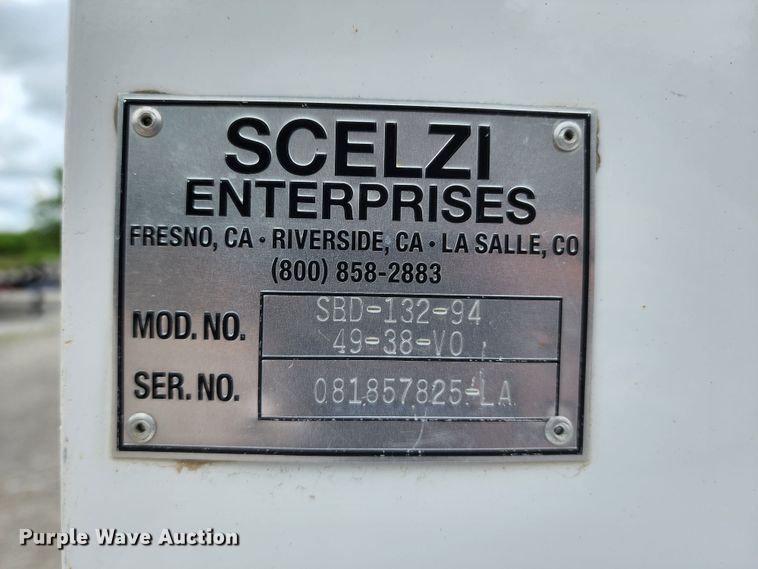 SCELZI
ENTERPRISES
FRESNO, CA • RIVERSIDE, CA • LA SALLE, CO
(800) 858-2883
MOD. NO. SBD-132-94
49-38-VO
SER. NO. 081857825-LA
Purple Wave Auction